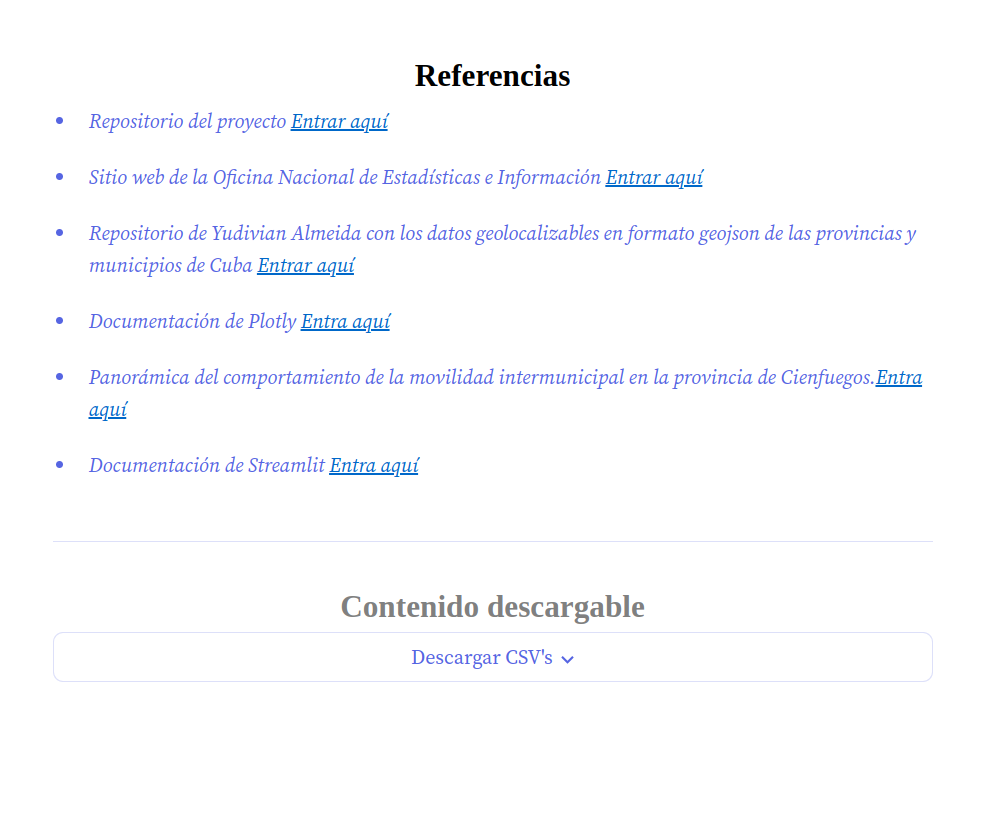 Referencias
Repositorio del proyecto Entrar aquí
Sitio web de la Oficina Nacional de Estadísticas e Información Entrar aquí
Repositorio de Yudivian Almeida con los datos geolocalizables en formato geojson de las provincias y
municipios de Cuba Entrar aquí
Documentación de Plotly Entra aquí
Panorámica del comportamiento de la movilidad intermunicipal en la provincia de Cienfuegos.Entra
aquí
Documentación de Streamlit Entra aquí
Contenido descargable
Descargar CSV's